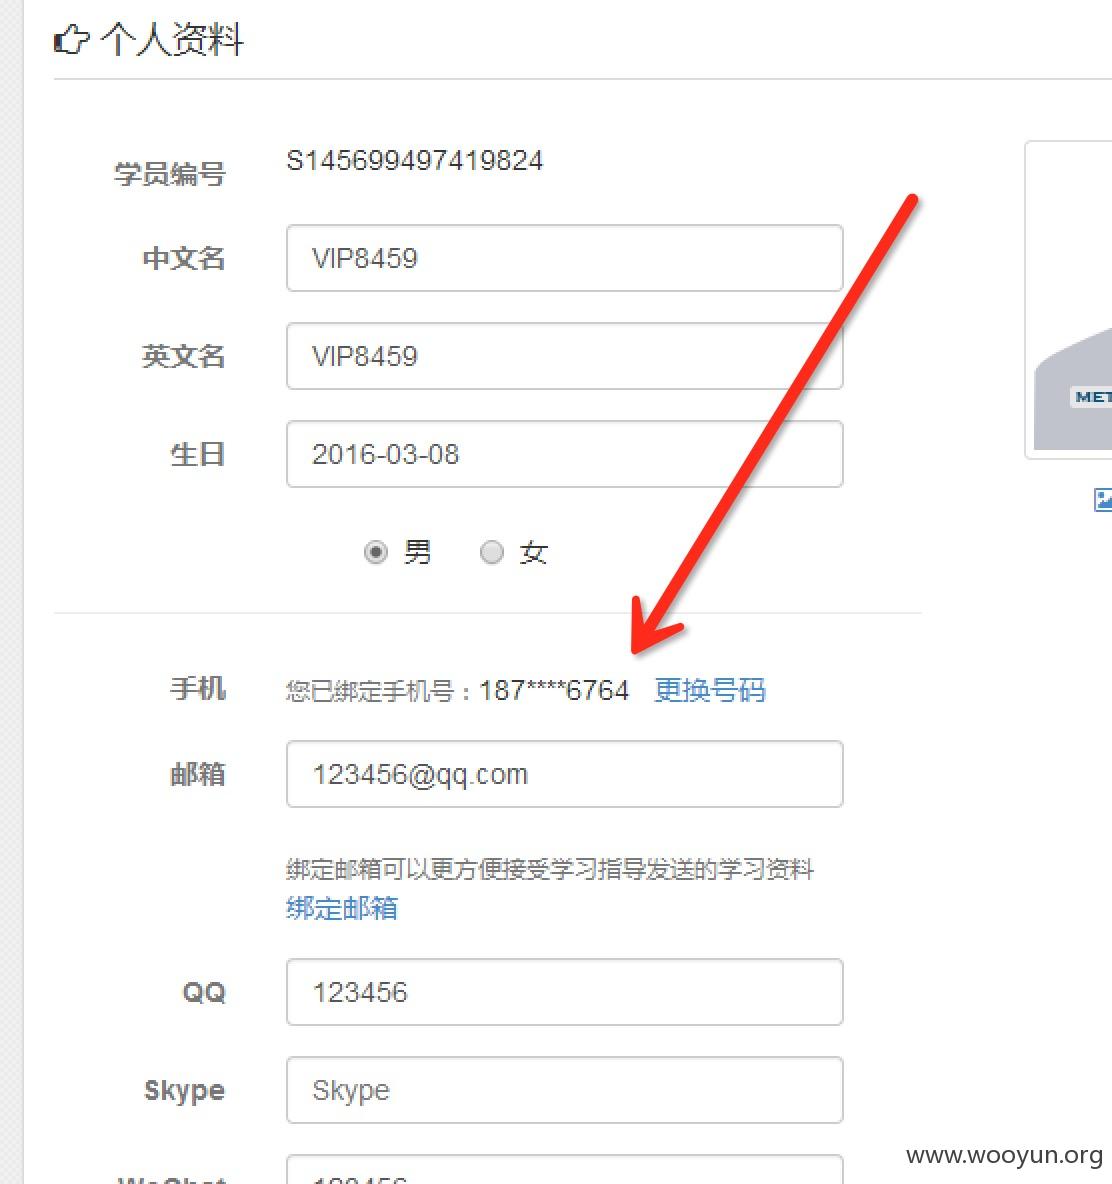 个人资料
学员编号 S145699497419824
中文名 VIP8459
英文名 VIP8459
生日 2016-03-08
男 女
手机 您已绑定手机号：187****6764 更换号码
邮箱 123456@qq.com
绑定邮箱可以更方便接受学习指导发送的学习资料
绑定邮箱
QQ 123456
Skype Skype
WeChat 123456
MET
www.wooyun.org